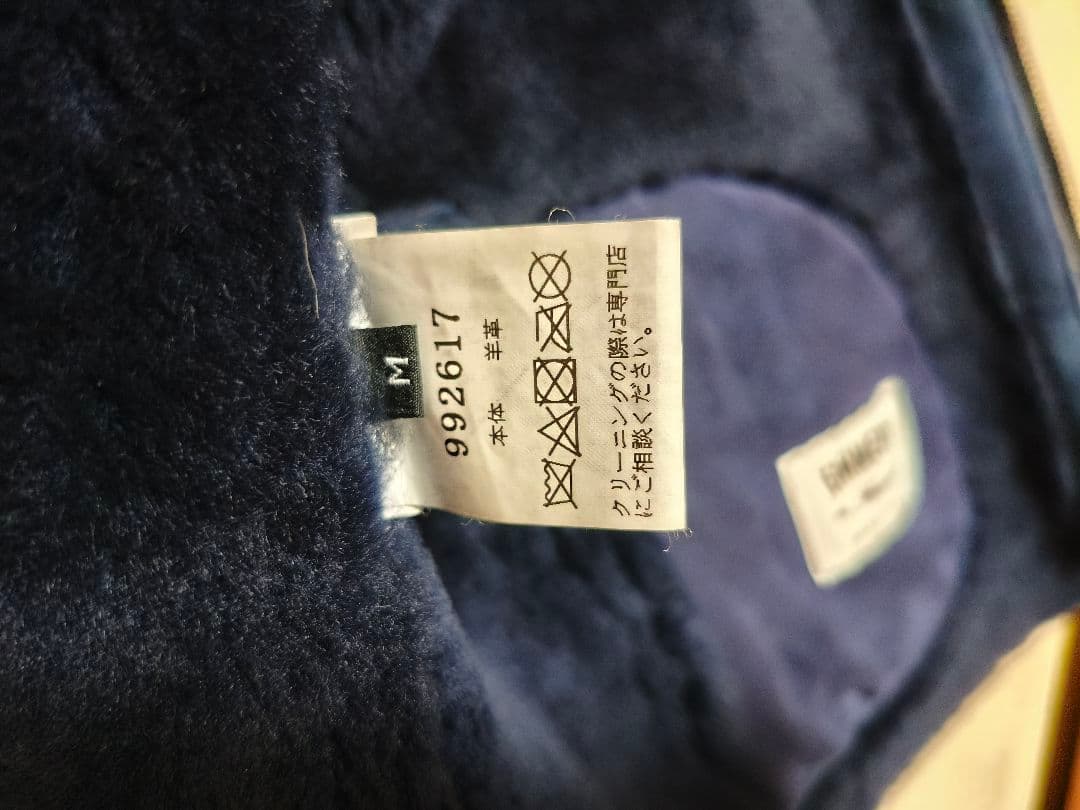 M
992617
本体 羊革
クリーニングの際は専門店
にご相談ください。